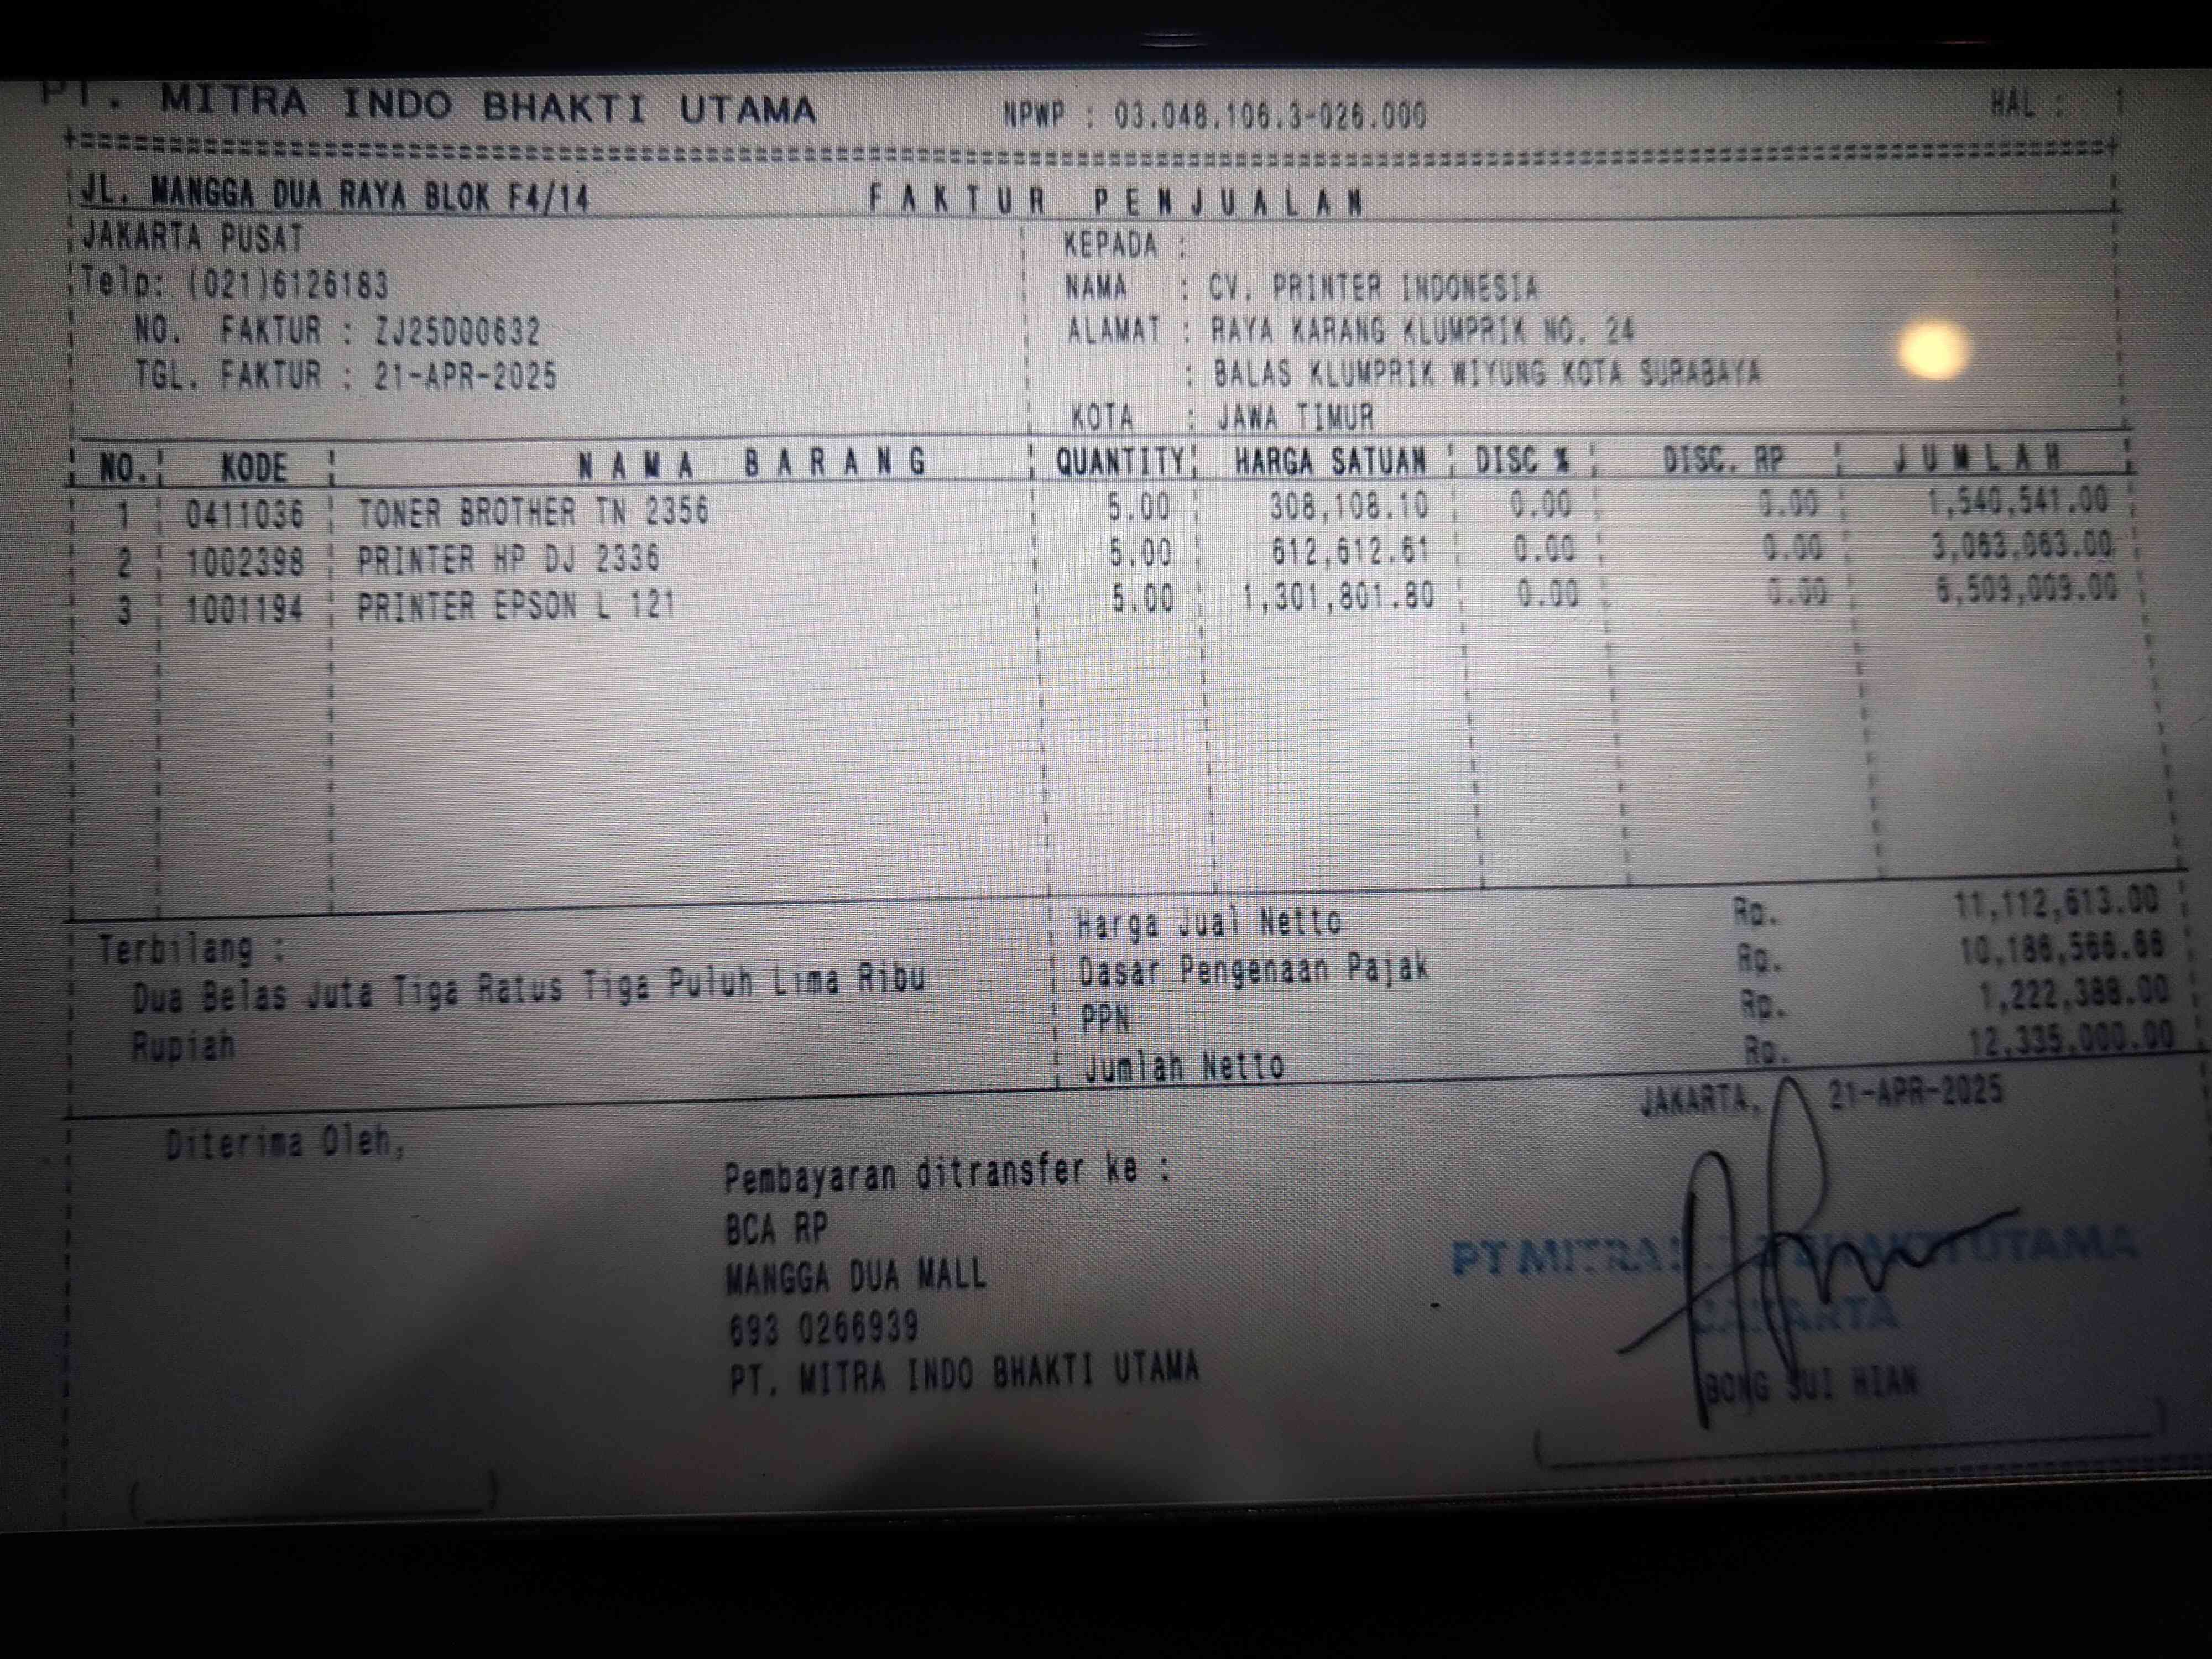 PT. MITRA INDO BHAKTI UTAMA NPWP : 03.048.106.3-026.000 HAL : 1
JL. MANGGA DUA RAYA BLOK F4/14 FAKTUR PENJUALAN
JAKARTA PUSAT KEPADA :
Telp: (021)6126183 NAMA : CV. PRINTER INDONESIA
NO. FAKTUR : ZJ25D00632 ALAMAT : RAYA KARANG KLUMPRIK NO. 24
TGL. FAKTUR : 21-APR-2025 : BALAS KLUMPRIK WIYUNG KOTA SURABAYA
KOTA : JAWA TIMUR
NO. KODE NAMA BARANG QUANTITY HARGA SATUAN DISC % DISC. RP JUMLAH
1 0411036 TONER BROTHER TN 2356 5.00 308,108.10 0.00 0.00 1,540,541.00
2 1002398 PRINTER HP DJ 2336 5.00 612,612.61 0.00 0.00 3,063,063.00
3 1001194 PRINTER EPSON L 121 5.00 1,301,801.80 0.00 0.00 6,509,009.00
Harga Jual Netto Rp. 11,112,613.00
Terbilang : Dasar Pengenaan Pajak Rp. 10,186,566.68
Dua Belas Juta Tiga Ratus Tiga Puluh Lima Ribu PPN Rp. 1,222,388.00
Rupiah Jumlah Netto Rp. 12,335,000.00
JAKARTA, 21-APR-2025
Diterima Oleh,
Pembayaran ditransfer ke :
BCA RP
MANGGA DUA MALL
693 0266939
PT. MITRA INDO BHAKTI UTAMA
PT MITRA UTAMA
JAKARTA
BONG SUI HIAN